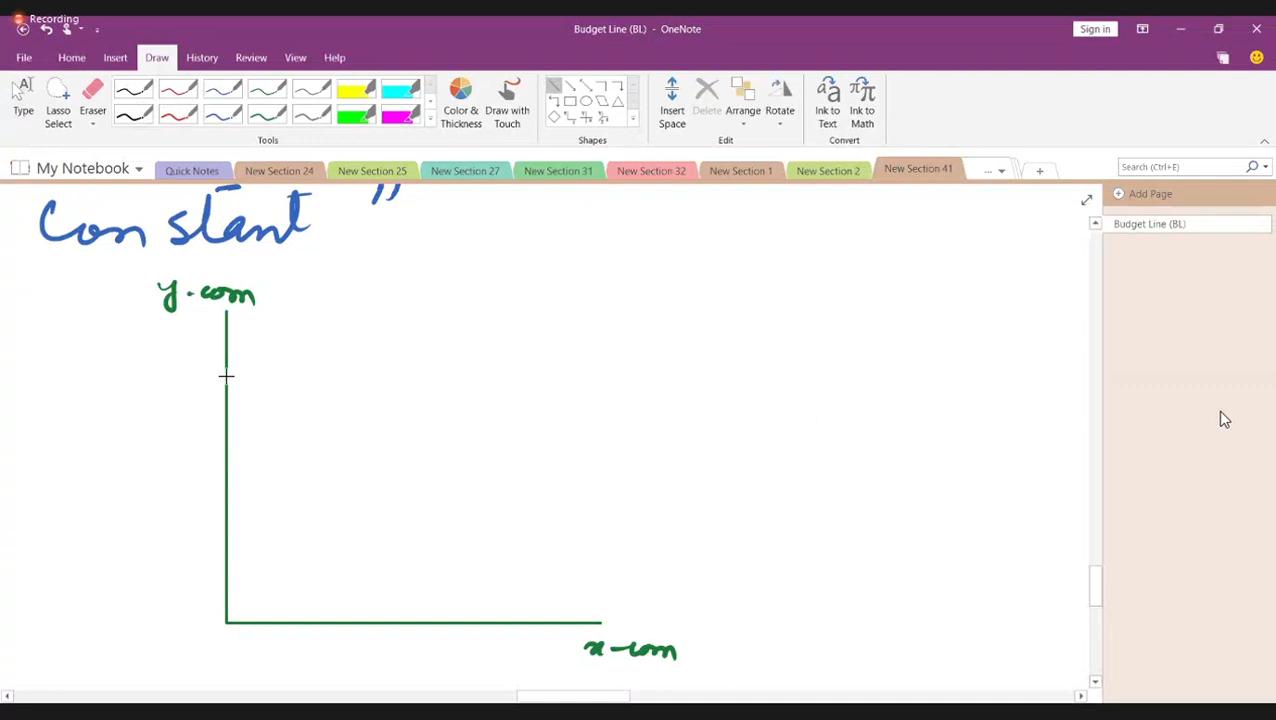 Recording
Budget Line (BL) - OneNote
Sign in
File Home Insert Draw History Review View Help
Type Lasso Select Eraser Color & Thickness Draw with Touch Insert Space Delete Arrange Rotate Ink to Text Ink to Math
Tools Shapes Edit Convert
My Notebook Quick Notes New Section 24 New Section 25 New Section 27 New Section 31 New Section 32 New Section 1 New Section 2 New Section 41 ... Search (Ctrl+E)
Add Page
Budget Line (BL)
Constant "
y-com
x-com